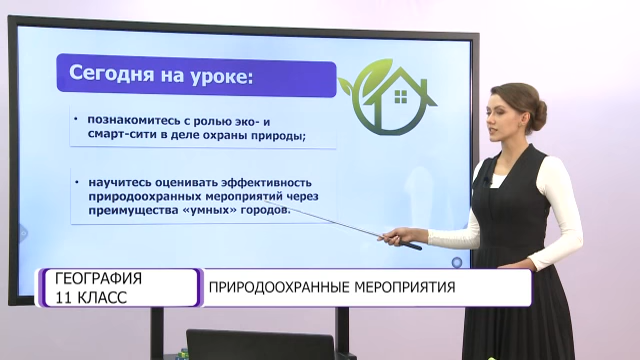 Сегодня на уроке:
• познакомитесь с ролью эко- и
смарт-сити в деле охраны природы;
• научитесь оценивать эффективность
природоохранных мероприятий через
преимущества «умных» городов.
ГЕОГРАФИЯ
11 КЛАСС
ПРИРОДООХРАННЫЕ МЕРОПРИЯТИЯ